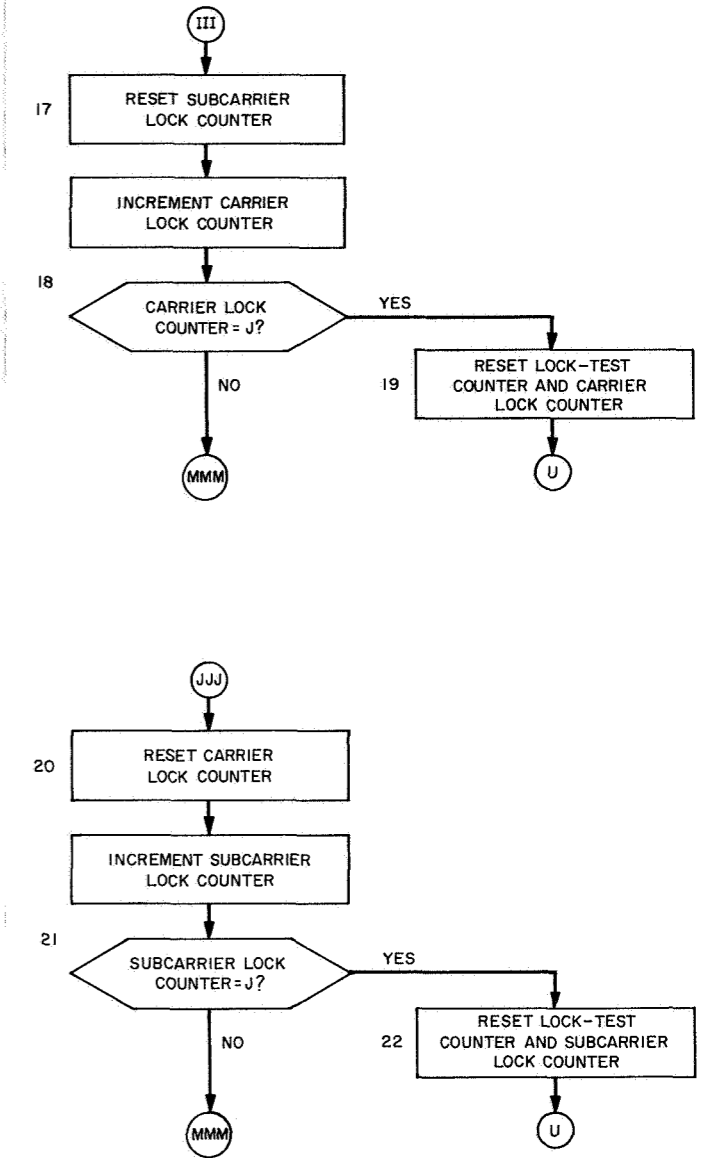 III
17
RESET SUBCARRIER
LOCK COUNTER
INCREMENT CARRIER
LOCK COUNTER
18
CARRIER LOCK
COUNTER = J?
YES
NO
19
RESET LOCK-TEST
COUNTER AND CARRIER
LOCK COUNTER
MMM
U
JJJ
20
RESET CARRIER
LOCK COUNTER
INCREMENT SUBCARRIER
LOCK COUNTER
21
SUBCARRIER LOCK
COUNTER = J?
YES
NO
22
RESET LOCK-TEST
COUNTER AND SUBCARRIER
LOCK COUNTER
MMM
U